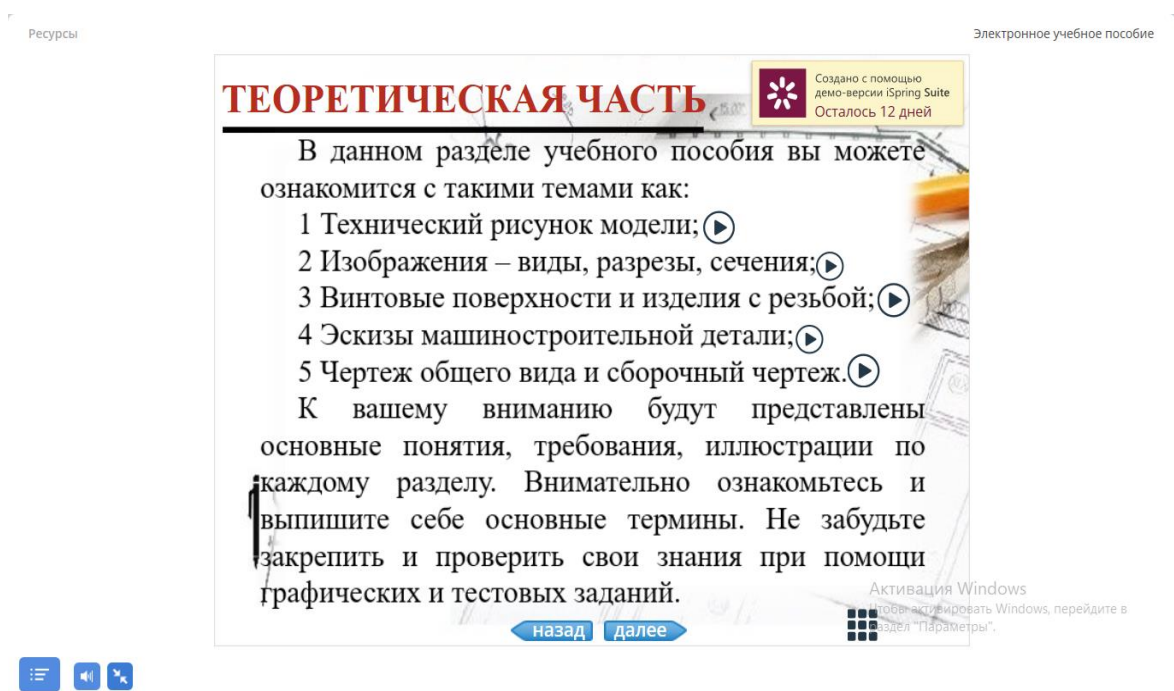 Ресурсы
Электронное учебное пособие
ТЕОРЕТИЧЕСКАЯ ЧАСТЬ
Создано с помощью
демо-версии iSpring Suite
Осталось 12 дней
В данном разделе учебного пособия вы можете
ознакомится с такими темами как:
1 Технический рисунок модели;
2 Изображения – виды, разрезы, сечения;
3 Винтовые поверхности и изделия с резьбой;
4 Эскизы машиностроительной детали;
5 Чертеж общего вида и сборочный чертеж.
К вашему вниманию будут представлены
основные понятия, требования, иллюстрации по
каждому разделу. Внимательно ознакомьтесь и
выпишите себе основные термины. Не забудьте
закрепить и проверить свои знания при помощи
графических и тестовых заданий.
Активация Windows
Чтобы активировать Windows, перейдите в
раздел "Параметры".
назад далее